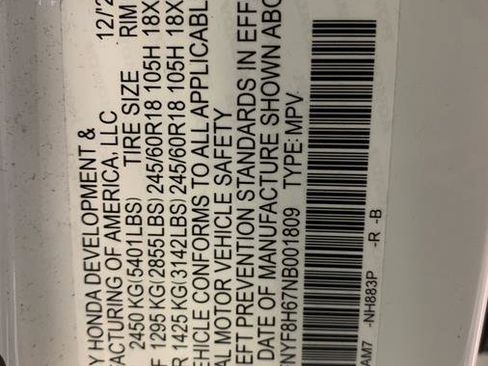 Y HONDA DEVELOPMENT & 12/2
FACTURING OF AMERICA, LLC
2450 KG(5401LBS) TIRE SIZE RIM
F 1295 KG(2855LBS) 245/60R18 105H 18X
R 1425 KG(3142LBS) 245/60R18 105H 18X
EHICLE CONFORMS TO ALL APPLICABL
AL MOTOR VEHICLE SAFETY
EFT PREVENTION STANDARDS IN EFF
DATE OF MANUFACTURE SHOWN ABO
FNYF8H67NB001809 TYPE: MPV
AM7 -NH883P -R -B